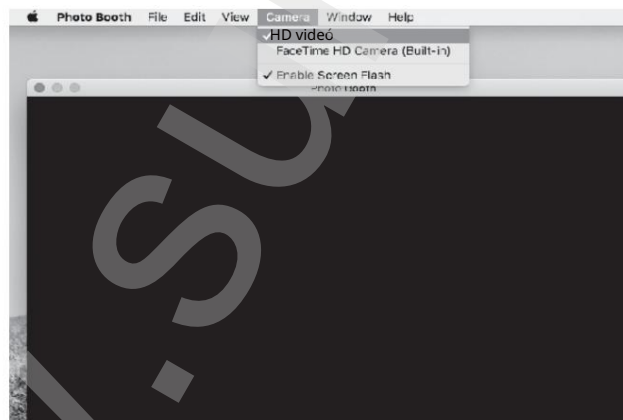 Photo Booth File Edit View Camera Window Help
✓HD videó
FaceTime HD Camera (Built-in)
✓ Enable Screen Flash
Photo Booth
.su